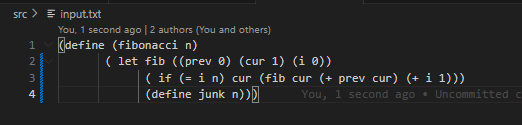 src > input.txt
You, 1 second ago | 2 authors (You and others)
1 (define (fibonacci n)
2 ( let fib ((prev 0) (cur 1) (i 0))
3 ( if (= i n) cur (fib cur (+ prev cur) (+ i 1)))
4 (define junk n))) You, 1 second ago • Uncommitted c